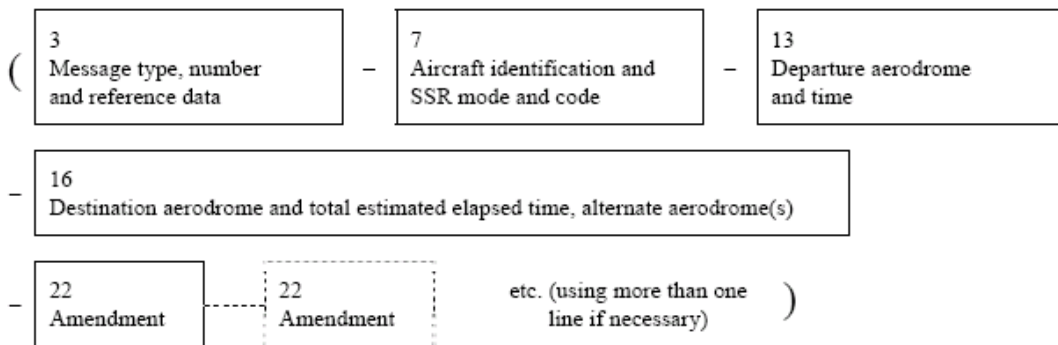 3
Message type, number
and reference data
7
Aircraft identification and
SSR mode and code
13
Departure aerodrome
and time
( – –
– 16
Destination aerodrome and total estimated elapsed time, alternate aerodrome(s)
– 22
Amendment
22
Amendment
etc. (using more than one
line if necessary)
)